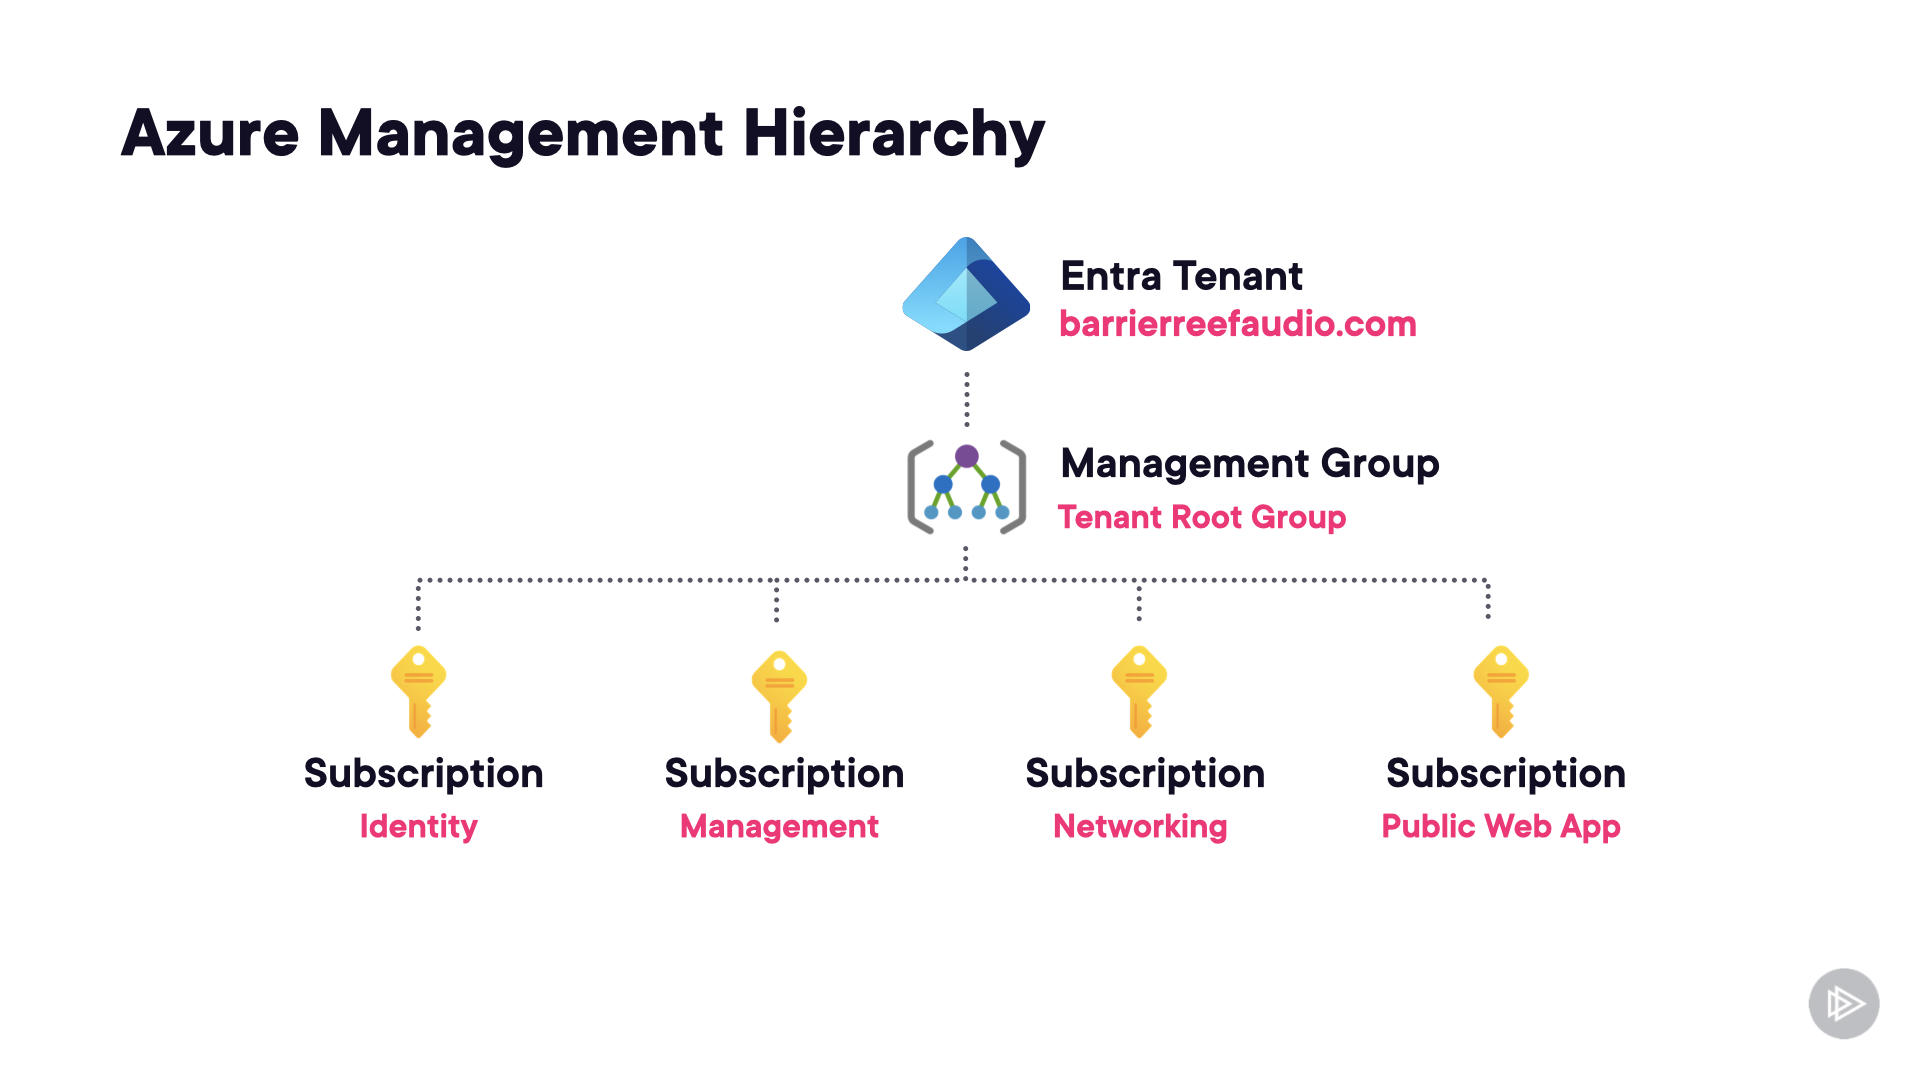 Azure Management Hierarchy
Entra Tenant
barrierreefaudio.com
Management Group
Tenant Root Group
Subscription
Identity
Subscription
Management
Subscription
Networking
Subscription
Public Web App